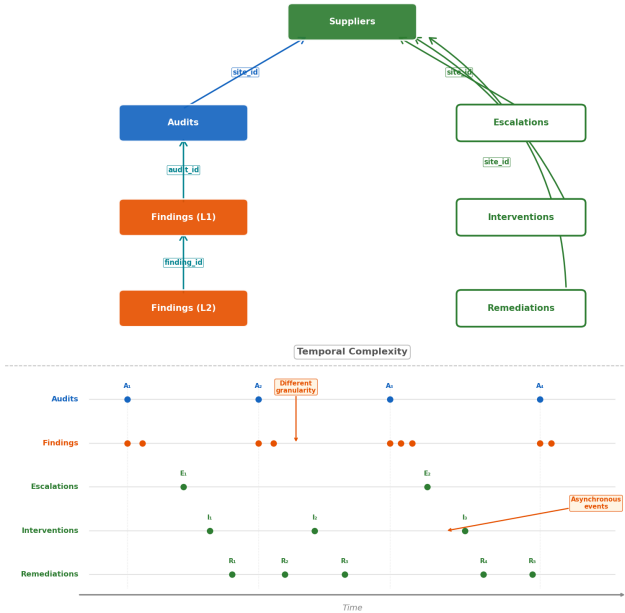 Suppliers
site_id
site_id
Audits
Escalations
audit_id
site_id
Findings (L1)
Interventions
finding_id
Findings (L2)
Remediations
Temporal Complexity
A₁
A₂
Different
granularity
A₃
A₄
Audits
Findings
E₁
E₂
Escalations
Asynchronous
events
I₁
I₂
I₃
Interventions
R₁
R₂
R₃
R₄
R₅
Remediations
Time